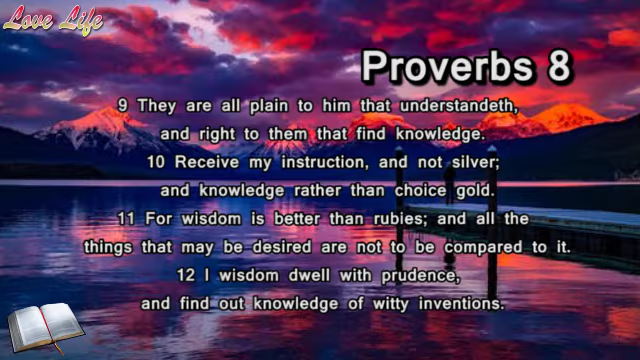 Love Life
Proverbs 8
9 They are all plain to him that understandeth,
and right to them that find knowledge.
10 Receive my instruction, and not silver;
and knowledge rather than choice gold.
11 For wisdom is better than rubies; and all the
things that may be desired are not to be compared to it.
12 I wisdom dwell with prudence,
and find out knowledge of witty inventions.